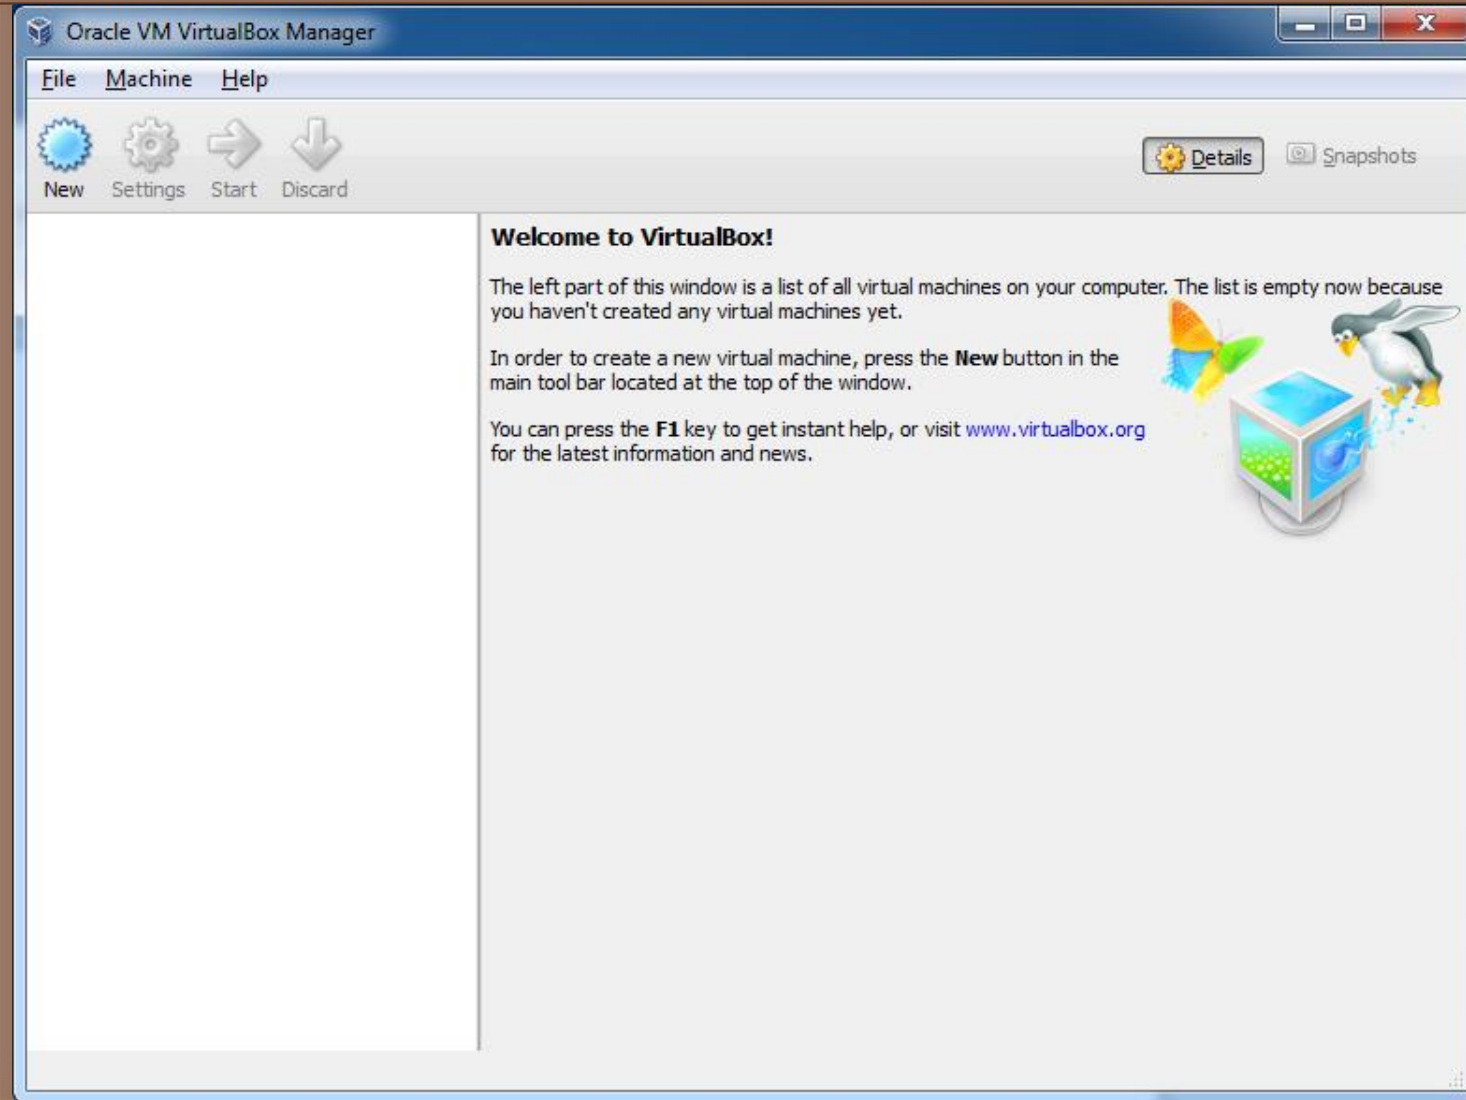 Oracle VM VirtualBox Manager
File Machine Help
New Settings Start Discard
Details Snapshots
Welcome to VirtualBox!
The left part of this window is a list of all virtual machines on your computer. The list is empty now because
you haven't created any virtual machines yet.
In order to create a new virtual machine, press the New button in the
main tool bar located at the top of the window.
You can press the F1 key to get instant help, or visit www.virtualbox.org
for the latest information and news.